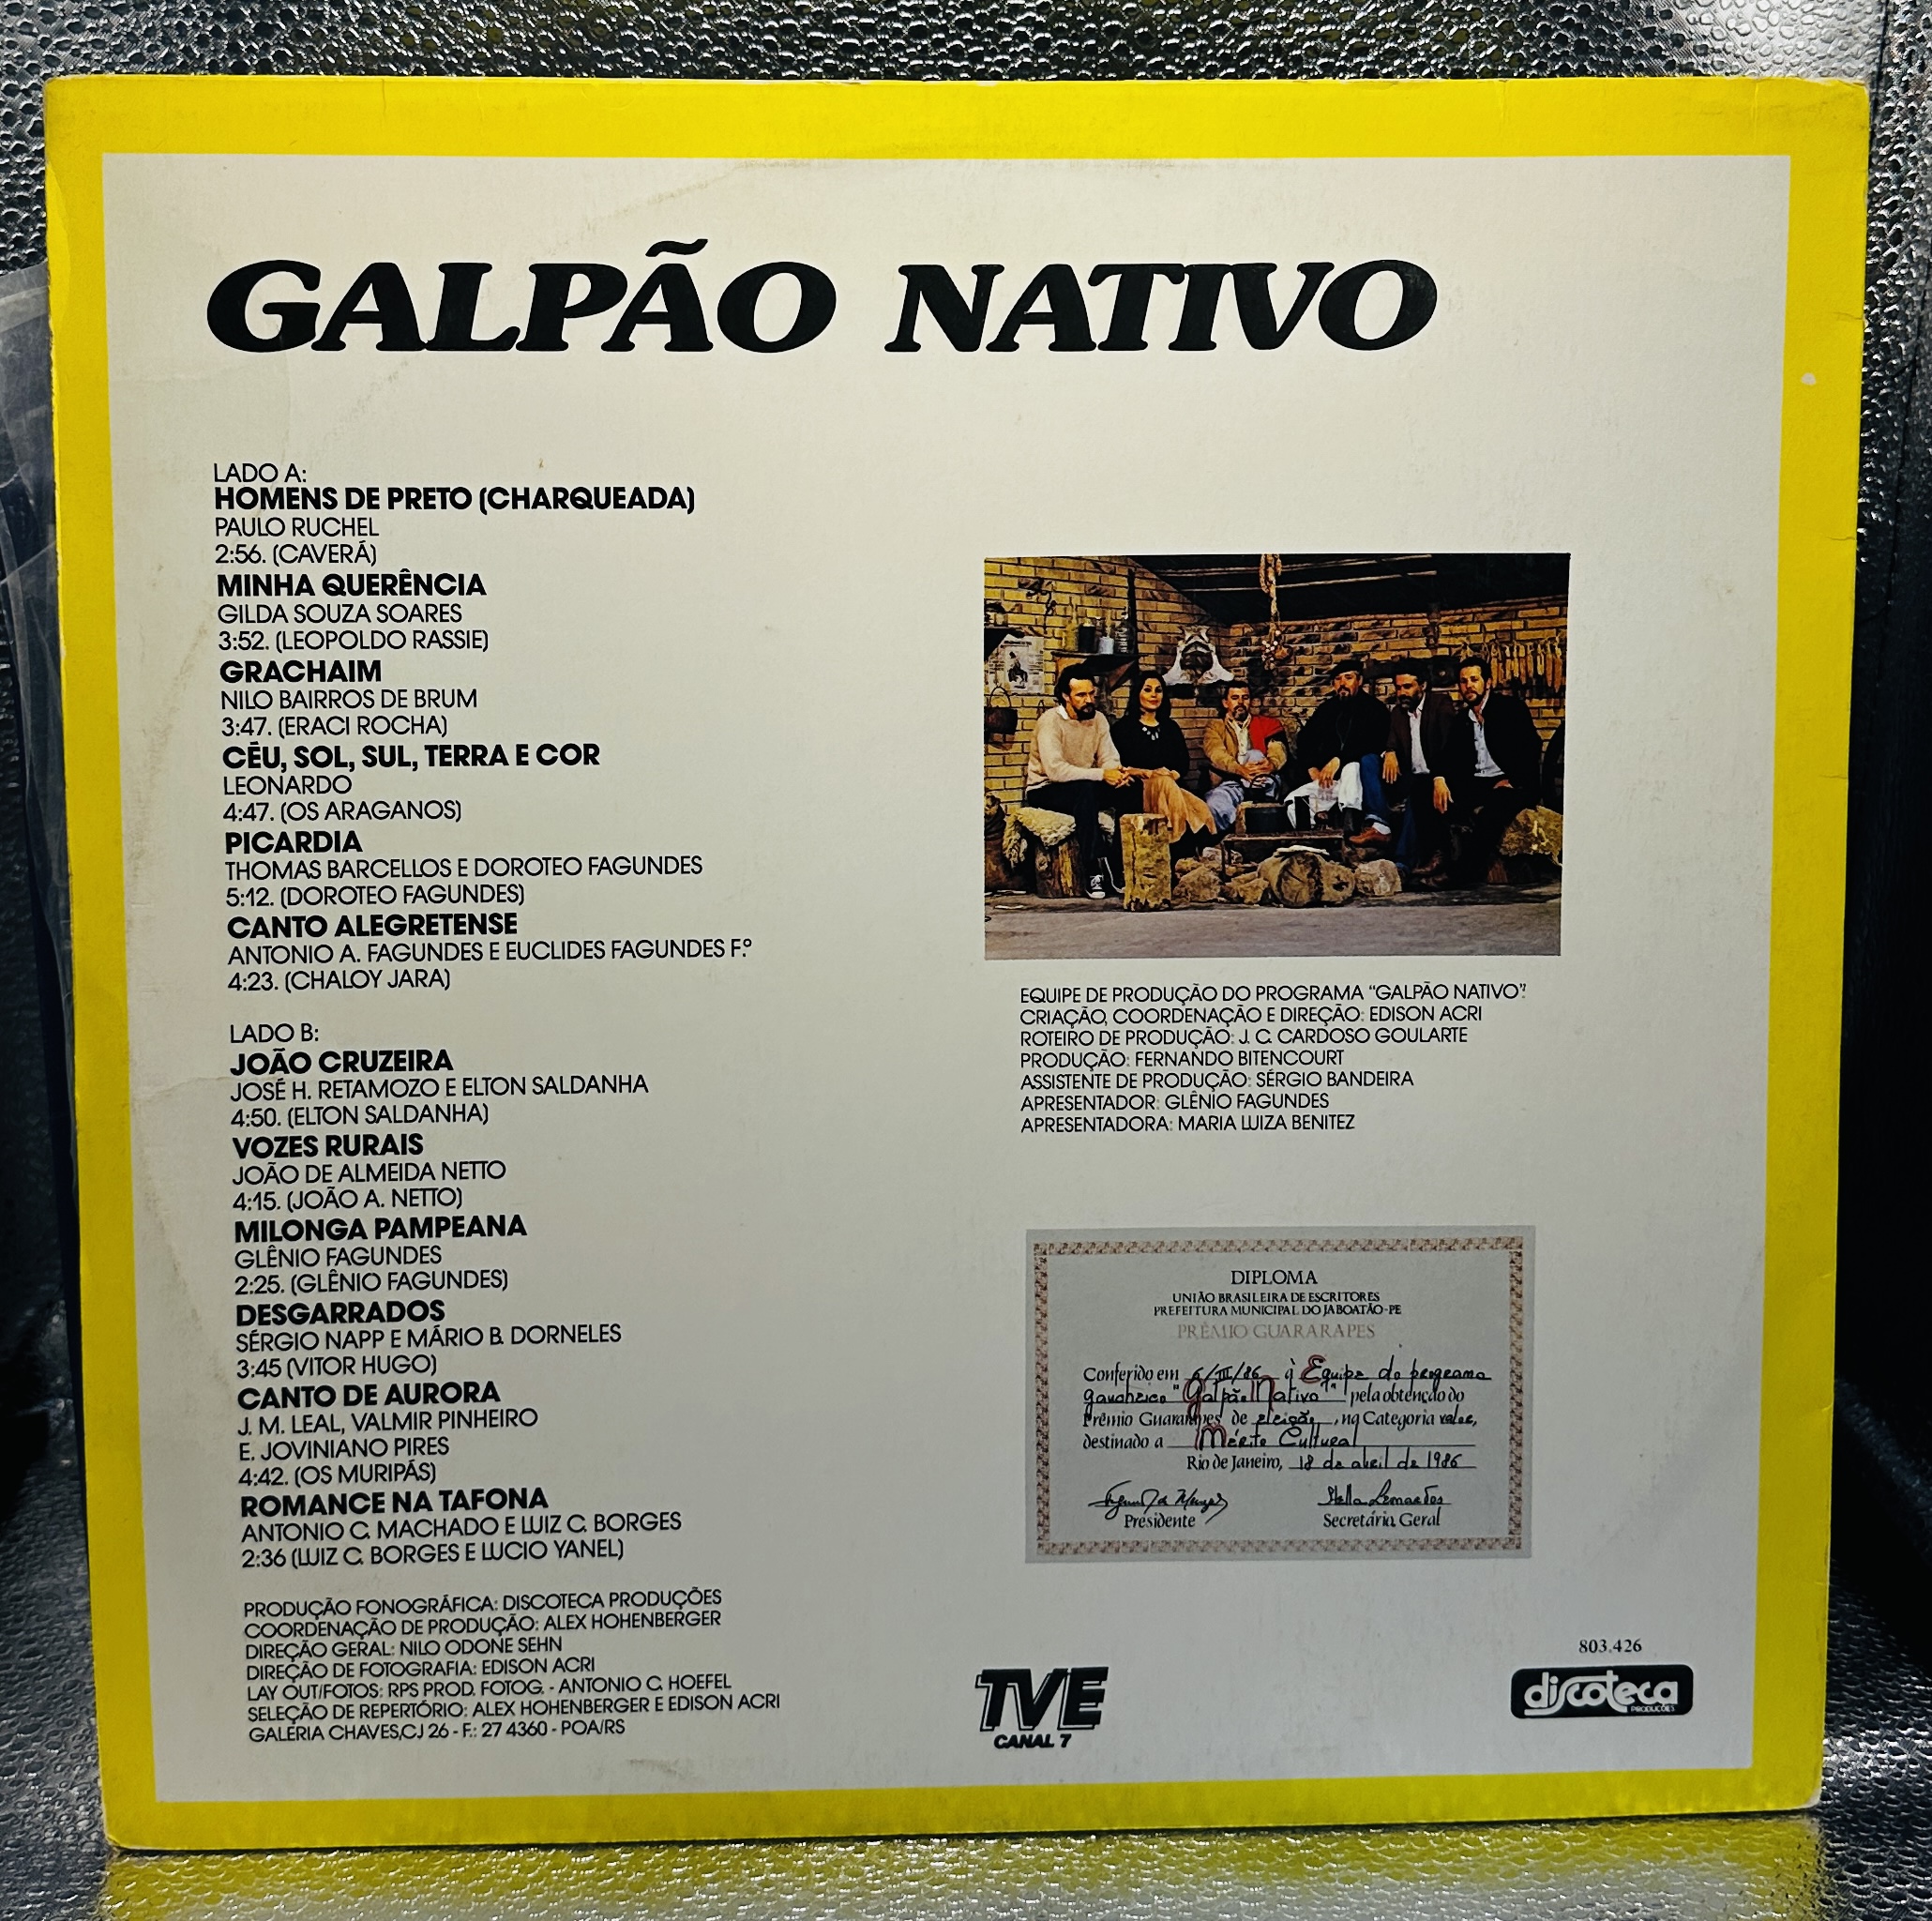 GALPÃO NATIVO
LADO A:
HOMENS DE PRETO (CHARQUEADA)
PAULO RUCHEL
2:56. (CAVERÁ)
MINHA QUERÊNCIA
GILDA SOUZA SOARES
3:52. (LEOPOLDO RASSIE)
GRACHAIM
NILO BAIRROS DE BRUM
3:47. (ERACI ROCHA)
CÉU, SOL, SUL, TERRA E COR
LEONARDO
4:47. (OS ARAGANOS)
PICARDIA
THOMAS BARCELLOS E DOROTEO FAGUNDES
5:12. (DOROTEO FAGUNDES)
CANTO ALEGRETENSE
ANTONIO A. FAGUNDES E EUCLIDES FAGUNDES F.º
4:23. (CHALOY JARA)
LADO B:
JOÃO CRUZEIRA
JOSÉ H. RETAMOZO E ELTON SALDANHA
4:50. (ELTON SALDANHA)
VOZES RURAIS
JOÃO DE ALMEIDA NETTO
4:15. (JOÃO A. NETTO)
MILONGA PAMPEANA
GLÊNIO FAGUNDES
2:25. (GLÊNIO FAGUNDES)
DESGARRADOS
SÉRGIO NAPP E MÁRIO B. DORNELES
3:45 (VITOR HUGO)
CANTO DE AURORA
J. M. LEAL, VALMIR PINHEIRO
E. JOVINIANO PIRES
4:42. (OS MURIPÁS)
ROMANCE NA TAFONA
ANTONIO C. MACHADO E LUIZ C. BORGES
2:36 (LUIZ C. BORGES E LUCIO YANEL)
PRODUÇÃO FONOGRÁFICA: DISCOTECA PRODUÇÕES
COORDENAÇÃO DE PRODUÇÃO: ALEX HOHENBERGER
DIREÇÃO GERAL: NILO ODONE SEHN
DIREÇÃO DE FOTOGRAFIA: EDISON ACRI
LAY OUT/FOTOS: RPS PROD. FOTOG. - ANTONIO C. HOEFEL
SELEÇÃO DE REPERTÓRIO: ALEX HOHENBERGER E EDISON ACRI
GALERIA CHAVES,CJ 26 - F.: 27 4360 - POA/RS
EQUIPE DE PRODUÇÃO DO PROGRAMA "GALPÃO NATIVO".
CRIAÇÃO, COORDENAÇÃO E DIREÇÃO: EDISON ACRI
ROTEIRO DE PRODUÇÃO: J. C. CARDOSO GOULARTE
PRODUÇÃO: FERNANDO BITENCOURT
ASSISTENTE DE PRODUÇÃO: SÉRGIO BANDEIRA
APRESENTADOR: GLÊNIO FAGUNDES
APRESENTADORA: MARIA LUIZA BENITEZ
DIPLOMA
UNIÃO BRASILEIRA DE ESCRITORES
PREFEITURA MUNICIPAL DO JABOATÃO-PE
PRÊMIO GUARARAPES
Conferido em 6/III/86 à Equipe do programa
gauchesco "Galpão Nativo" pela obtenção do
Prêmio Guararapes de eleição, na Categoria valor,
destinado a Mérito Cultural
Rio de Janeiro, 18 de abril de 1986
Stella Leonardos
Presidente Secretária Geral
TVE
CANAL 7
803.426
discoteca
PRODUÇÕES